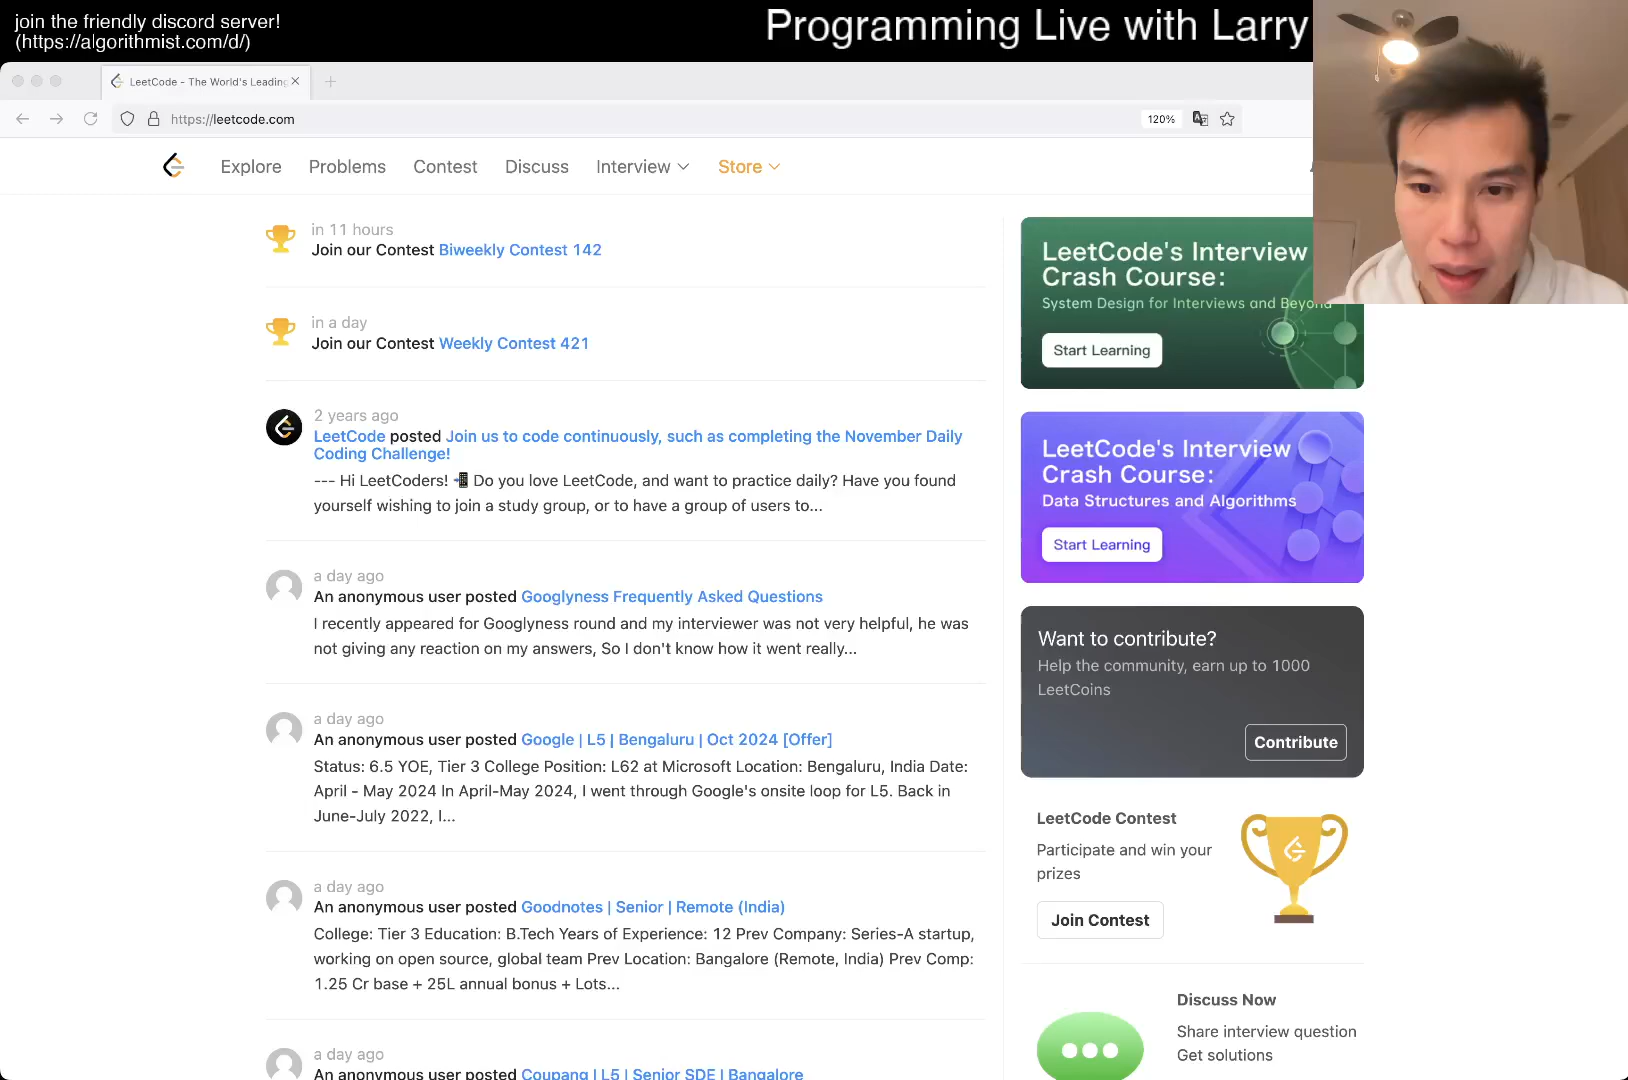 join the friendly discord server!
(https://algorithmist.com/d/)
Programming Live with Larry
LeetCode - The World's Leading
https://leetcode.com
120%
Explore
Problems
Contest
Discuss
Interview
Store
in 11 hours
Join our Contest Biweekly Contest 142
in a day
Join our Contest Weekly Contest 421
2 years ago
LeetCode posted Join us to code continuously, such as completing the November Daily
Coding Challenge!
--- Hi LeetCoders! 📲 Do you love LeetCode, and want to practice daily? Have you found
yourself wishing to join a study group, or to have a group of users to...
a day ago
An anonymous user posted Googlyness Frequently Asked Questions
I recently appeared for Googlyness round and my interviewer was not very helpful, he was
not giving any reaction on my answers, So I don't know how it went really...
a day ago
An anonymous user posted Google | L5 | Bengaluru | Oct 2024 [Offer]
Status: 6.5 YOE, Tier 3 College Position: L62 at Microsoft Location: Bengaluru, India Date:
April - May 2024 In April-May 2024, I went through Google's onsite loop for L5. Back in
June-July 2022, I...
a day ago
An anonymous user posted Goodnotes | Senior | Remote (India)
College: Tier 3 Education: B.Tech Years of Experience: 12 Prev Company: Series-A startup,
working on open source, global team Prev Location: Bangalore (Remote, India) Prev Comp:
1.25 Cr base + 25L annual bonus + Lots...
a day ago
An anonymous user posted Coupang | L5 | Senior SDE | Bangalore
LeetCode's Interview
Crash Course:
System Design for Interviews and Beyond
Start Learning
LeetCode's Interview
Crash Course:
Data Structures and Algorithms
Start Learning
Want to contribute?
Help the community, earn up to 1000
LeetCoins
Contribute
LeetCode Contest
Participate and win your
prizes
Join Contest
Discuss Now
Share interview question
Get solutions